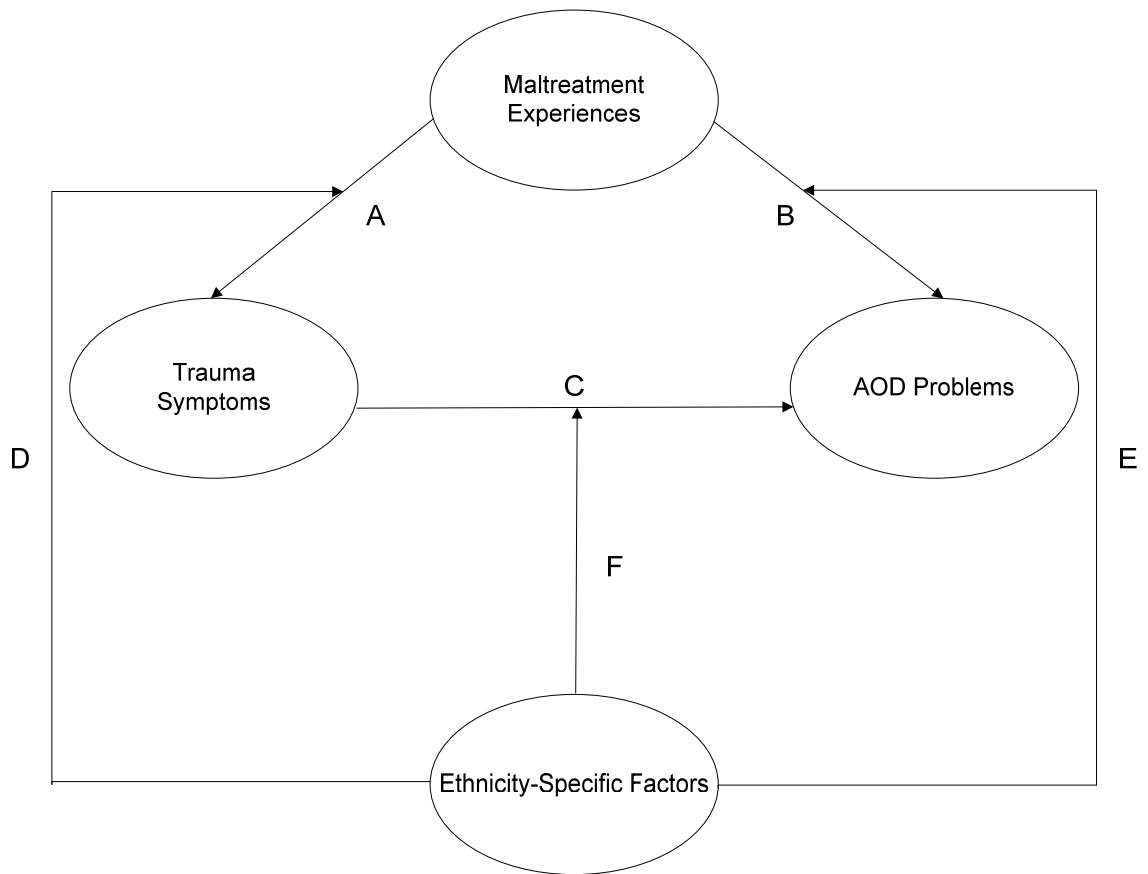 Maltreatment
Experiences
A
B
Trauma
Symptoms
C
AOD Problems
D
E
F
Ethnicity-Specific Factors